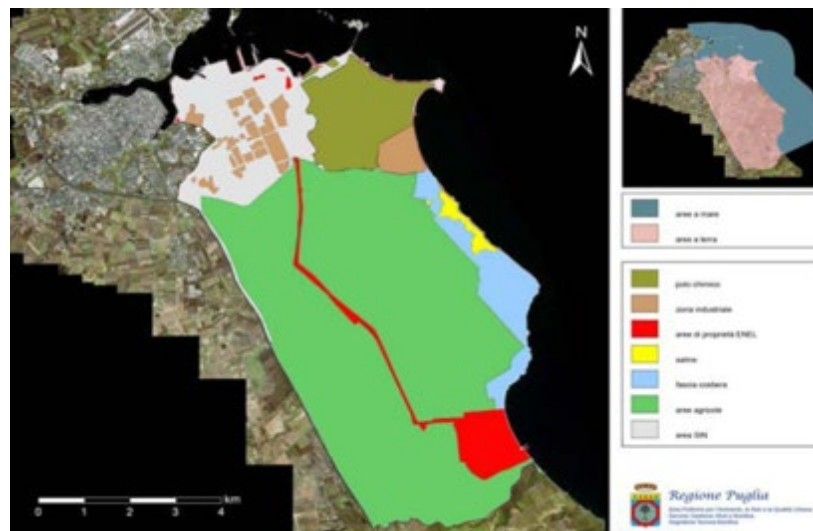 N
aree a mare
aree a terra
polo chimico
zona industriale
aree di proprietà ENEL
saline
fascia costiera
aree agricole
area SIN
0 1 2 3 4 km
Regione Puglia